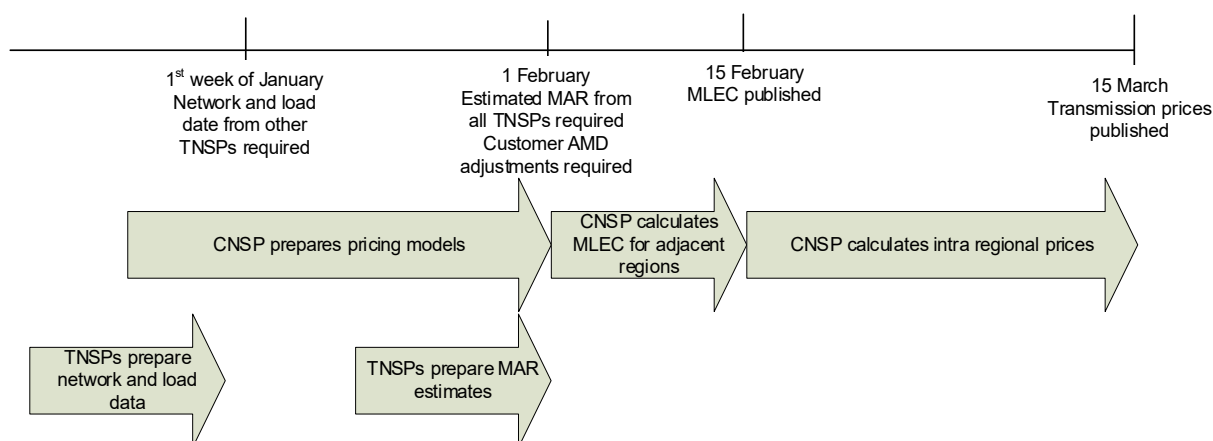 1st week of January
Network and load
date from other
TNSPs required
1 February
Estimated MAR from
all TNSPs required
Customer AMD
adjustments required
15 February
MLEC published
15 March
Transmission prices
published
CNSP prepares pricing models
CNSP calculates
MLEC for adjacent
regions
CNSP calculates intra regional prices
TNSPs prepare
network and load
data
TNSPs prepare MAR
estimates